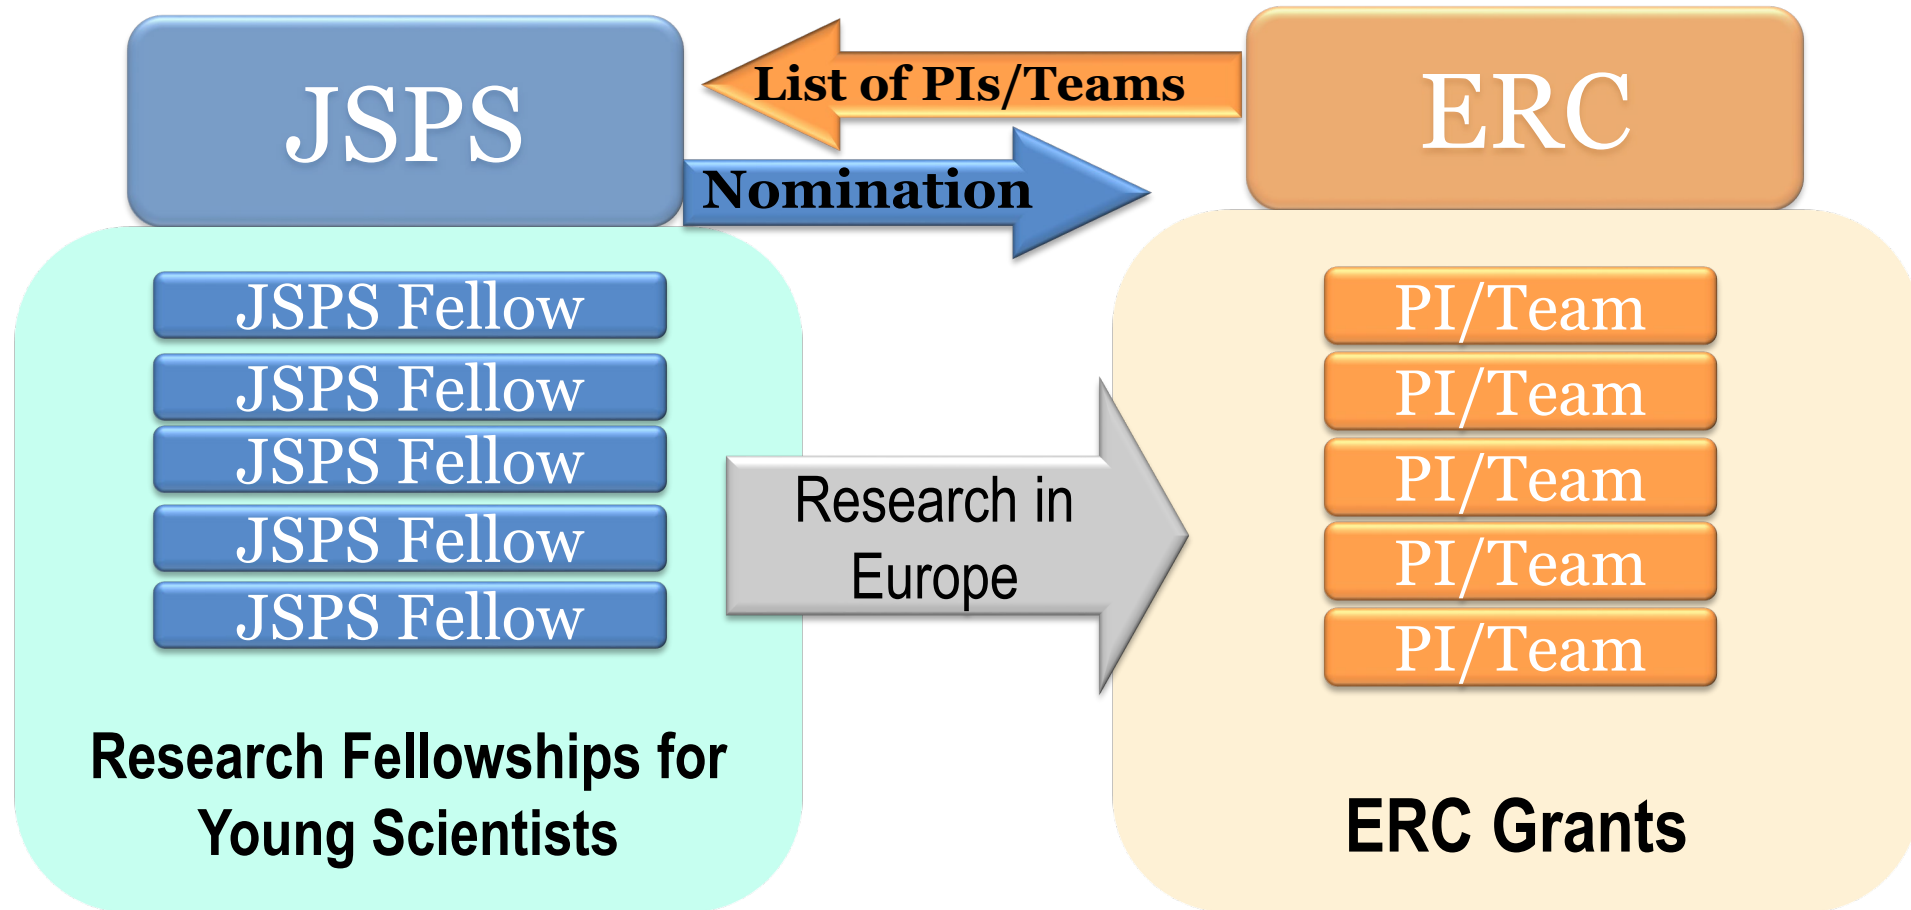 JSPS
List of PIs/Teams
ERC
Nomination
JSPS Fellow
JSPS Fellow
JSPS Fellow
JSPS Fellow
JSPS Fellow
Research Fellowships for
Young Scientists
Research in
Europe
PI/Team
PI/Team
PI/Team
PI/Team
PI/Team
ERC Grants